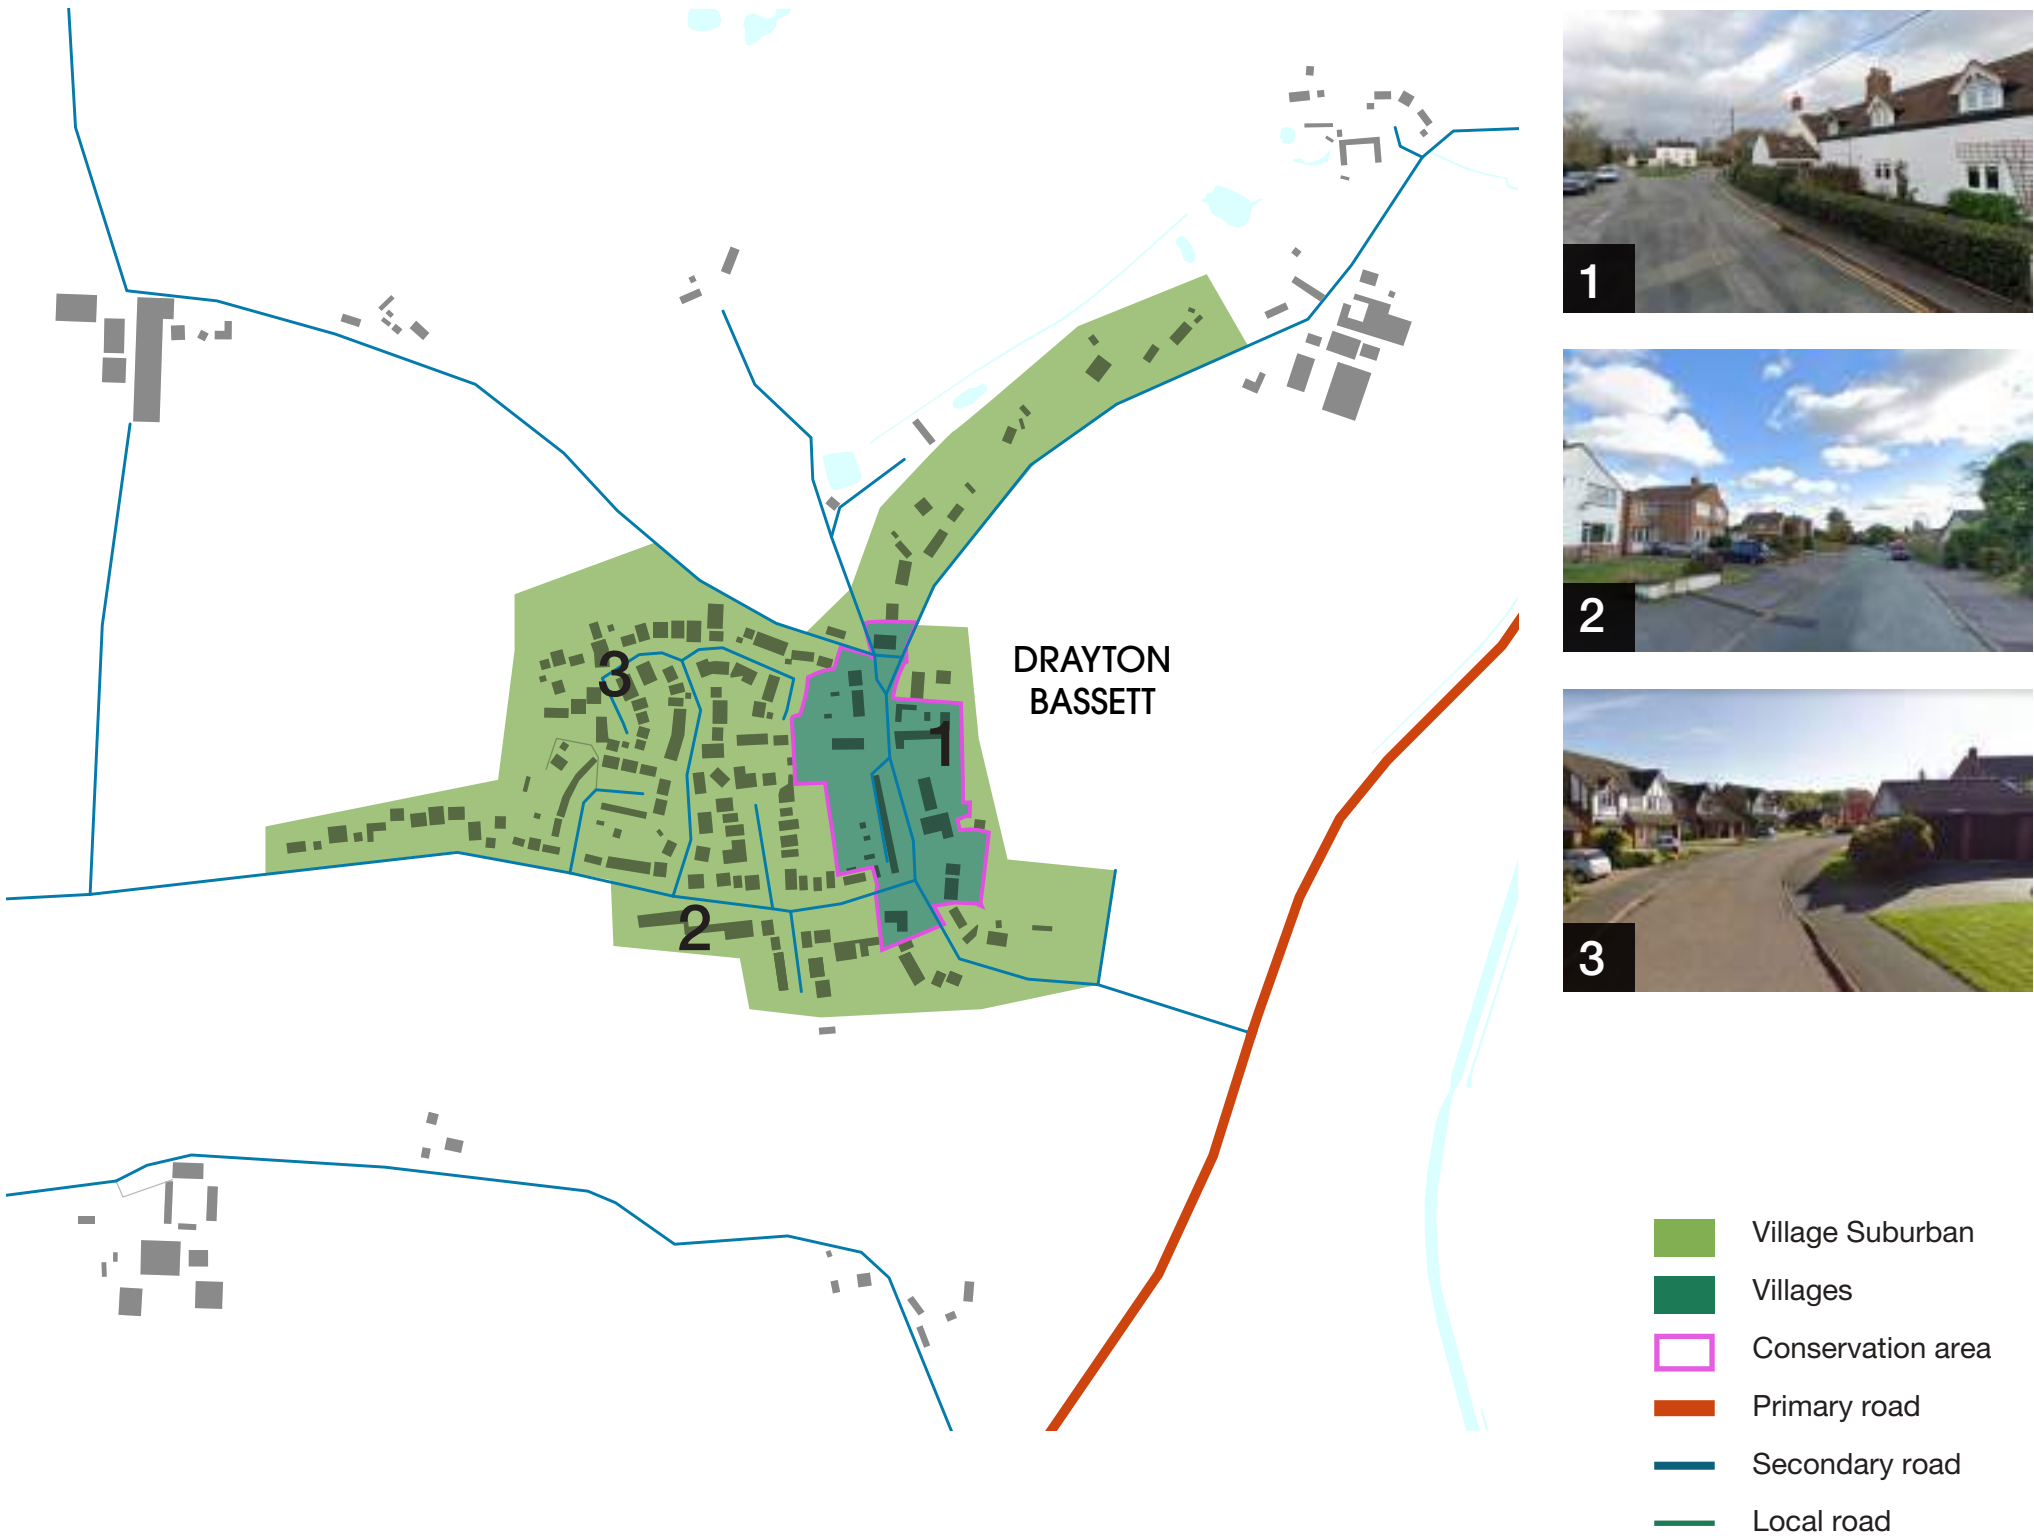 DRAYTON
BASSETT
1
2
3
1
2
3
Village Suburban
Villages
Conservation area
Primary road
Secondary road
Local road